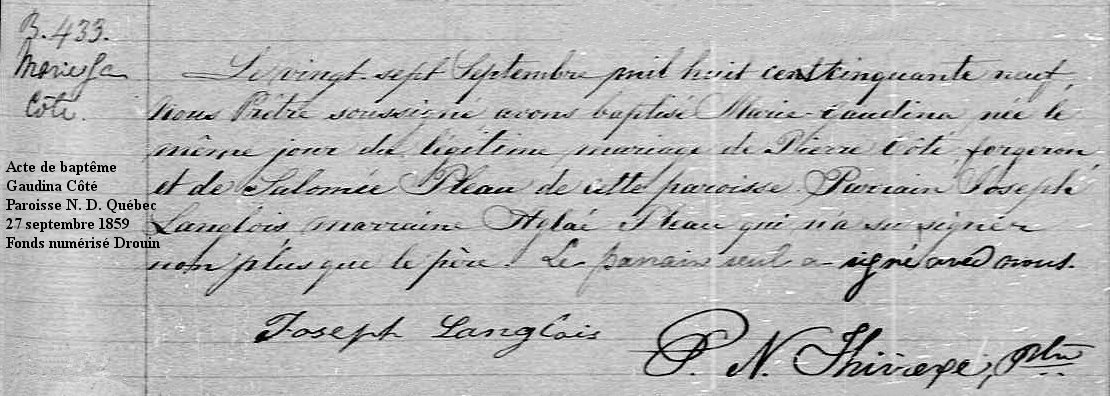 B. 433.
Marie Ga
Côté.
Le vingt-sept Septembre mil huit cent cinquante neuf,
nous Prêtre soussigné avons baptisé Marie-Gaudina née le
même jour du légitime mariage de Pierre Côté, forgeron,
et de Salomée Pleau de cette paroisse. Parrain Joseph
Langlois marraine Aglaé Pleau qui n'a su signer
non plus que le père. Le parrain seul a signé avec nous.
Joseph Langlois
P. N. Thivierge, Ptre
Acte de baptême
Gaudina Côté
Paroisse N. D. Québec
27 septembre 1859
Fonds numérisé Drouin